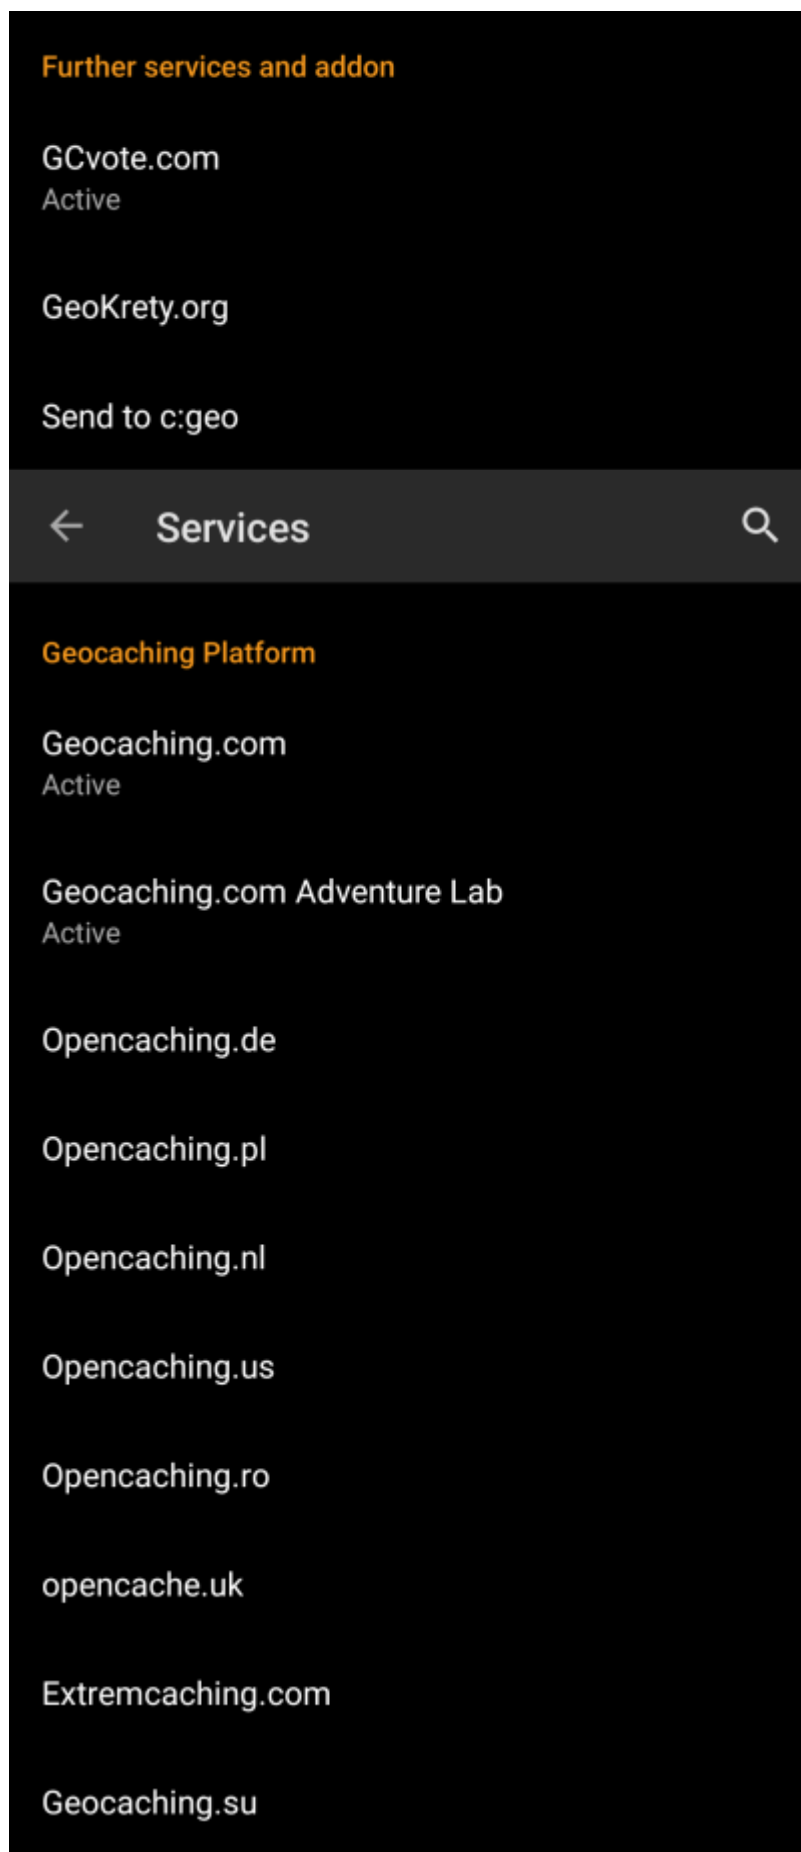 Further services and addon
GCvote.com
Active
GeoKrety.org
Send to c:geo
Services
Geocaching Platform
Geocaching.com
Active
Geocaching.com Adventure Lab
Active
Opencaching.de
Opencaching.pl
Opencaching.nl
Opencaching.us
Opencaching.ro
opencache.uk
Extremcaching.com
Geocaching.su